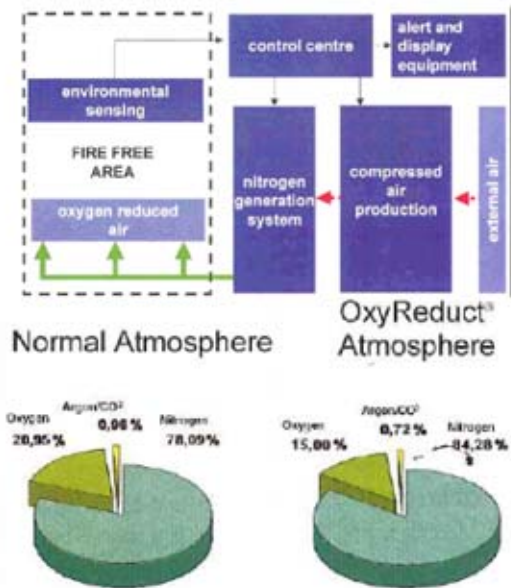 control centre
alert and
display
equipment
environmental
sensing
FIRE FREE
AREA
oxygen reduced
air
nitrogen
generation
system
compressed
air
production
external air
Normal Atmosphere
OxyReduct
Atmosphere
Oxygen
20,95 %
Argon/CO²
0,96 %
Nitrogen
78,09 %
Oxygen
15,00 %
Argon/CO²
0,72 %
Nitrogen
84,28 %